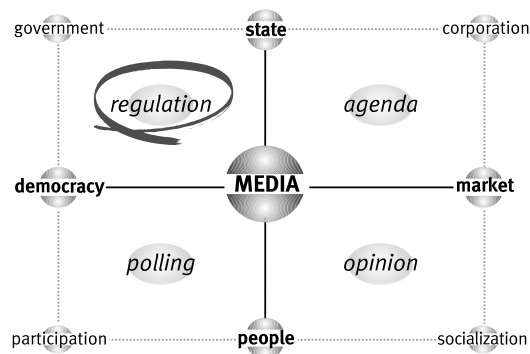 government state corporation
regulation agenda
democracy MEDIA market
polling opinion
participation people socialization